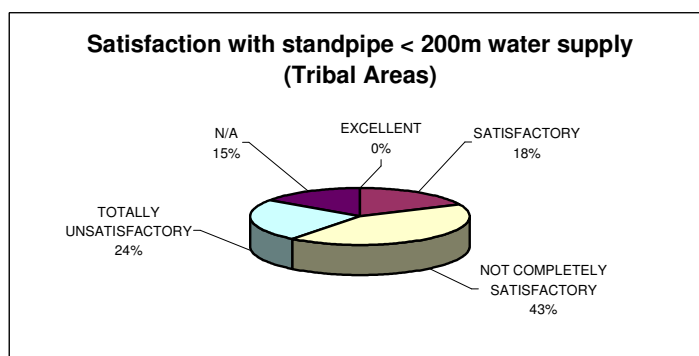 Satisfaction with standpipe < 200m water supply
(Tribal Areas)
EXCELLENT
0%
SATISFACTORY
18%
NOT COMPLETELY
SATISFACTORY
43%
TOTALLY
UNSATISFACTORY
24%
N/A
15%